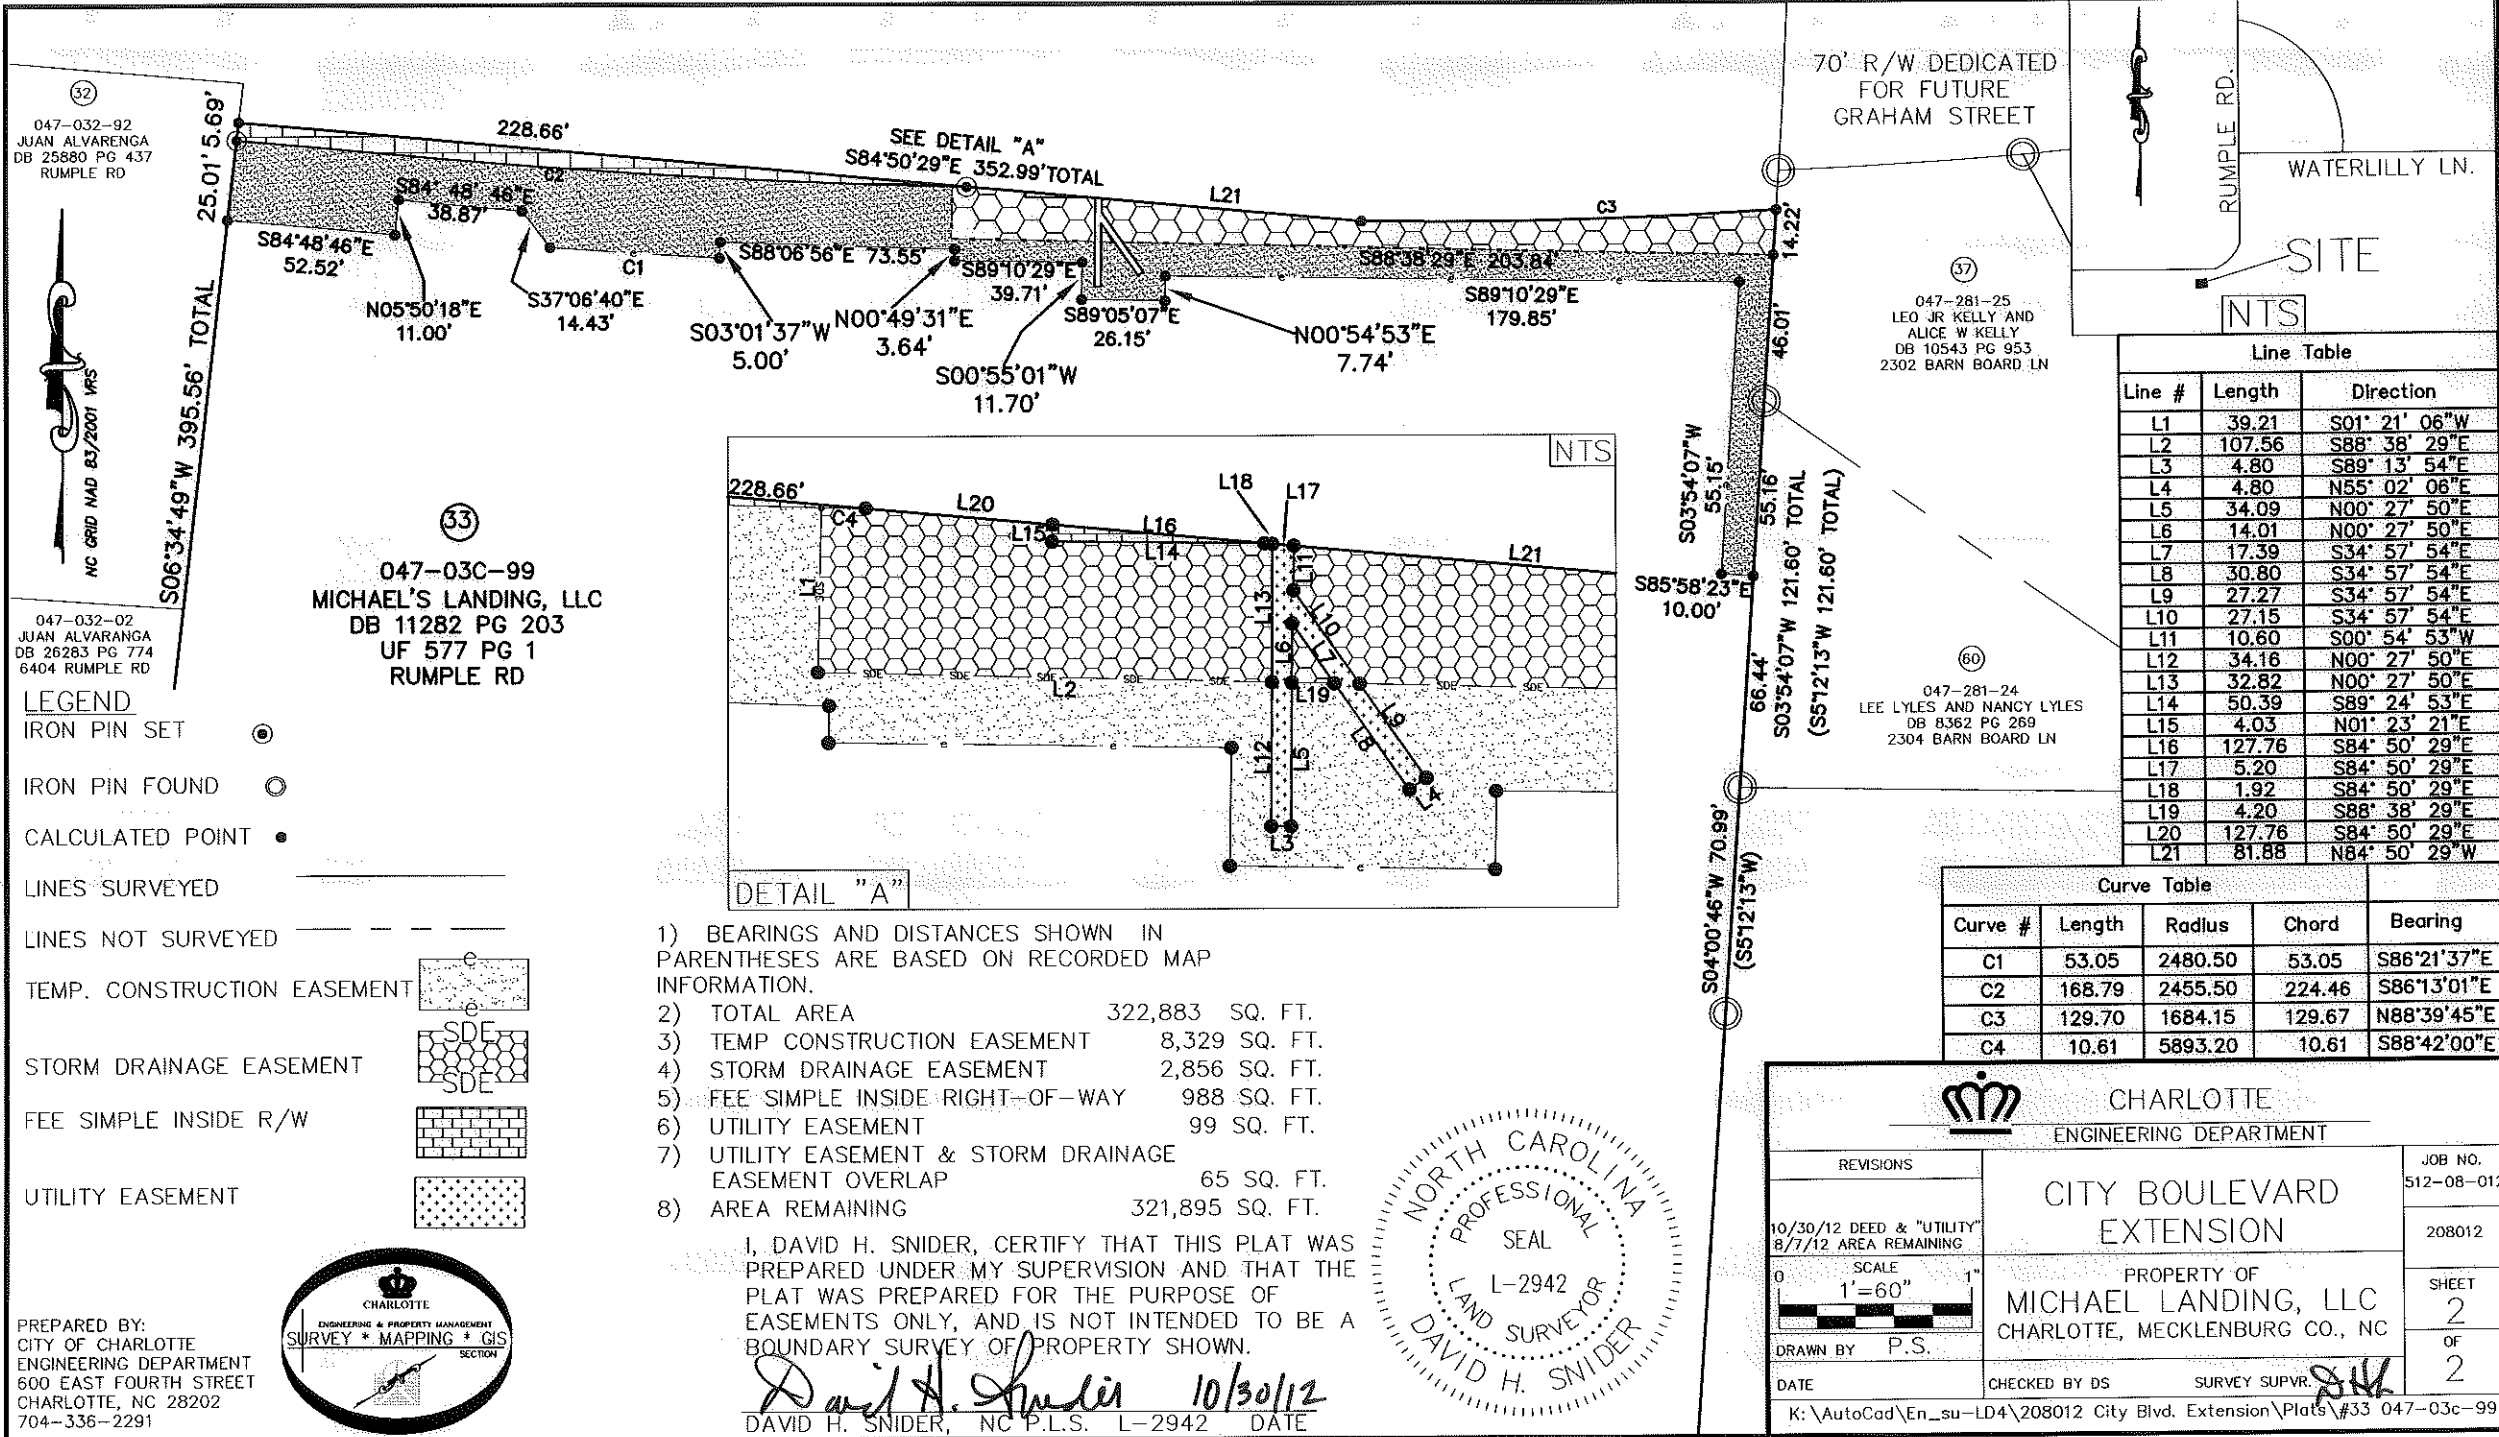 32
047-032-92
JUAN ALVARENGA
DB 25880 PG 437
RUMPLE RD
25.01' 5.69'
228.66'
SEE DETAIL "A"
S84°50'29"E 352.99'TOTAL
L21
C3
C2
S84° 48' 46"E
38.87'
S84°48'46"E
52.52'
N05°50'18"E
11.00'
S37°06'40"E
14.43'
e
C1
S03°01'37"W
5.00'
S88°06'56"E 73.55'
N00°49'31"E
3.64'
S89°10'29"E
39.71'
S00°55'01"W
11.70'
S89°05'07"E
26.15'
N00°54'53"E
7.74'
S88°38'29"E 203.84'
e
e
e
S89°10'29"E
179.85'
14.22'
46.01'
70' R/W DEDICATED
FOR FUTURE
GRAHAM STREET
RUMPLE RD.
WATERLILLY LN.
SITE
NTS
37
047-281-25
LEO JR KELLY AND
ALICE W KELLY
DB 10543 PG 953
2302 BARN BOARD LN
S03°54'07"W
55.15'
55.16'
S85°58'23"E
10.00'
66.44'
S03°54'07"W 121.60' TOTAL
(S5°12'13"W 121.60' TOTAL)
60
047-281-24
LEE LYLES AND NANCY LYLES
DB 8362 PG 269
2304 BARN BOARD LN
S04°00'46"W 70.99'
(S5°12'13"W)
NC GRID NAD 83/2001 VRS
S06°34'49"W 395.56' TOTAL
047-032-02
JUAN ALVARANGA
DB 26283 PG 774
6404 RUMPLE RD
33
047-03C-99
MICHAEL'S LANDING, LLC
DB 11282 PG 203
UF 577 PG 1
RUMPLE RD
LEGEND
IRON PIN SET
IRON PIN FOUND
CALCULATED POINT
LINES SURVEYED
LINES NOT SURVEYED
e
TEMP. CONSTRUCTION EASEMENT
e
SDE
STORM DRAINAGE EASEMENT
SDE
FEE SIMPLE INSIDE R/W
UTILITY EASEMENT
NTS
228.66'
C4
L20
L18
L17
L15
L16
L14
L21
L1
SDE
L11
L13
L10
L6
L7
SDE SDE SDE SDE SDE
L2
L19
SDE SDE
L9
L8
L12
L5
L4
L3
e e
e
DETAIL "A"
Line Table
Line # Length Direction
L1 39.21 S01° 21' 06"W
L2 107.56 S88° 38' 29"E
L3 4.80 S89° 13' 54"E
L4 4.80 N55° 02' 06"E
L5 34.09 N00° 27' 50"E
L6 14.01 N00° 27' 50"E
L7 17.39 S34° 57' 54"E
L8 30.80 S34° 57' 54"E
L9 27.27 S34° 57' 54"E
L10 27.15 S34° 57' 54"E
L11 10.60 S00° 54' 53"W
L12 34.16 N00° 27' 50"E
L13 32.82 N00° 27' 50"E
L14 50.39 S89° 24' 53"E
L15 4.03 N01° 23' 21"E
L16 127.76 S84° 50' 29"E
L17 5.20 S84° 50' 29"E
L18 1.92 S84° 50' 29"E
L19 4.20 S88° 38' 29"E
L20 127.76 S84° 50' 29"E
L21 81.88 N84° 50' 29"W
Curve Table
Curve # Length Radius Chord Bearing
C1 53.05 2480.50 53.05 S86°21'37"E
C2 168.79 2455.50 224.46 S86°13'01"E
C3 129.70 1684.15 129.67 N88°39'45"E
C4 10.61 5893.20 10.61 S88°42'00"E
1) BEARINGS AND DISTANCES SHOWN IN
PARENTHESES ARE BASED ON RECORDED MAP
INFORMATION.
2) TOTAL AREA 322,883 SQ. FT.
3) TEMP CONSTRUCTION EASEMENT 8,329 SQ. FT.
4) STORM DRAINAGE EASEMENT 2,856 SQ. FT.
5) FEE SIMPLE INSIDE RIGHT-OF-WAY 988 SQ. FT.
6) UTILITY EASEMENT 99 SQ. FT.
7) UTILITY EASEMENT & STORM DRAINAGE
EASEMENT OVERLAP 65 SQ. FT.
8) AREA REMAINING 321,895 SQ. FT.
I, DAVID H. SNIDER, CERTIFY THAT THIS PLAT WAS
PREPARED UNDER MY SUPERVISION AND THAT THE
PLAT WAS PREPARED FOR THE PURPOSE OF
EASEMENTS ONLY, AND IS NOT INTENDED TO BE A
BOUNDARY SURVEY OF PROPERTY SHOWN.
David H. Snider 10/30/12
DAVID H. SNIDER, NC P.L.S. L-2942 DATE
NORTH CAROLINA
PROFESSIONAL
SEAL
L-2942
LAND SURVEYOR
DAVID H. SNIDER
PREPARED BY:
CITY OF CHARLOTTE
ENGINEERING DEPARTMENT
600 EAST FOURTH STREET
CHARLOTTE, NC 28202
704-336-2291
CHARLOTTE
ENGINEERING & PROPERTY MANAGEMENT
SURVEY * MAPPING * GIS
SECTION
CHARLOTTE
ENGINEERING DEPARTMENT
REVISIONS
10/30/12 DEED & "UTILITY"
8/7/12 AREA REMAINING
SCALE
0 1"
1'=60"
DRAWN BY P.S.
DATE
CITY BOULEVARD
EXTENSION
PROPERTY OF
MICHAEL LANDING, LLC
CHARLOTTE, MECKLENBURG CO., NC
CHECKED BY DS SURVEY SUPVR. DHS
JOB NO.
512-08-012
208012
SHEET
2
OF
2
K:\AutoCad\En_su-LD4\208012 City Blvd. Extension\Plats\#33 047-03c-99